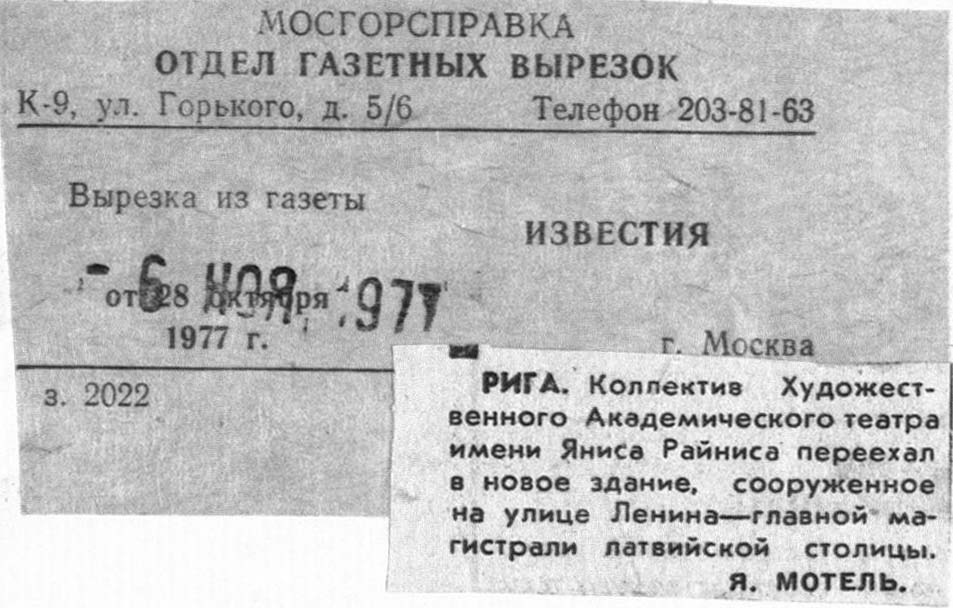 МОСГОРСПРАВКА
ОТДЕЛ ГАЗЕТНЫХ ВЫРЕЗОК
К-9, ул. Горького, д. 5/6 Телефон 203-81-63
Вырезка из газеты
ИЗВЕСТИЯ
- 6 НОЯ. 1977
от 28 октября
1977 г.
г. Москва
з. 2022
РИГА. Коллектив Художест-
венного Академического театра
имени Яниса Райниса переехал
в новое здание, сооруженное
на улице Ленина—главной ма-
гистрали латвийской столицы.
Я. МОТЕЛЬ.